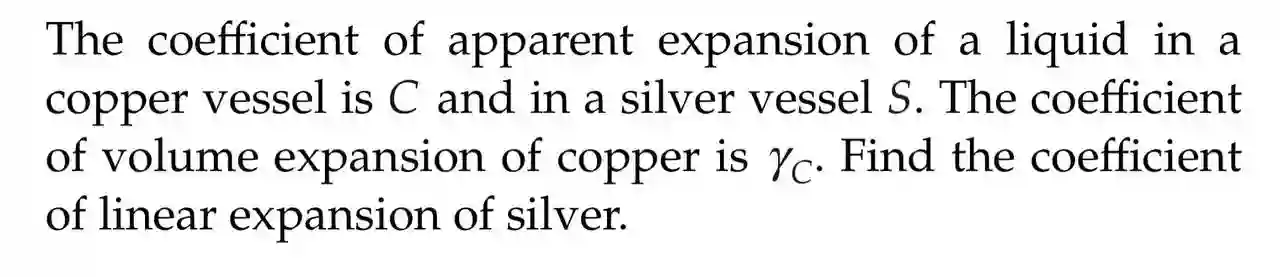 The coefficient of apparent expansion of a liquid in a
copper vessel is C and in a silver vessel S. The coefficient
of volume expansion of copper is γ_C. Find the coefficient
of linear expansion of silver.